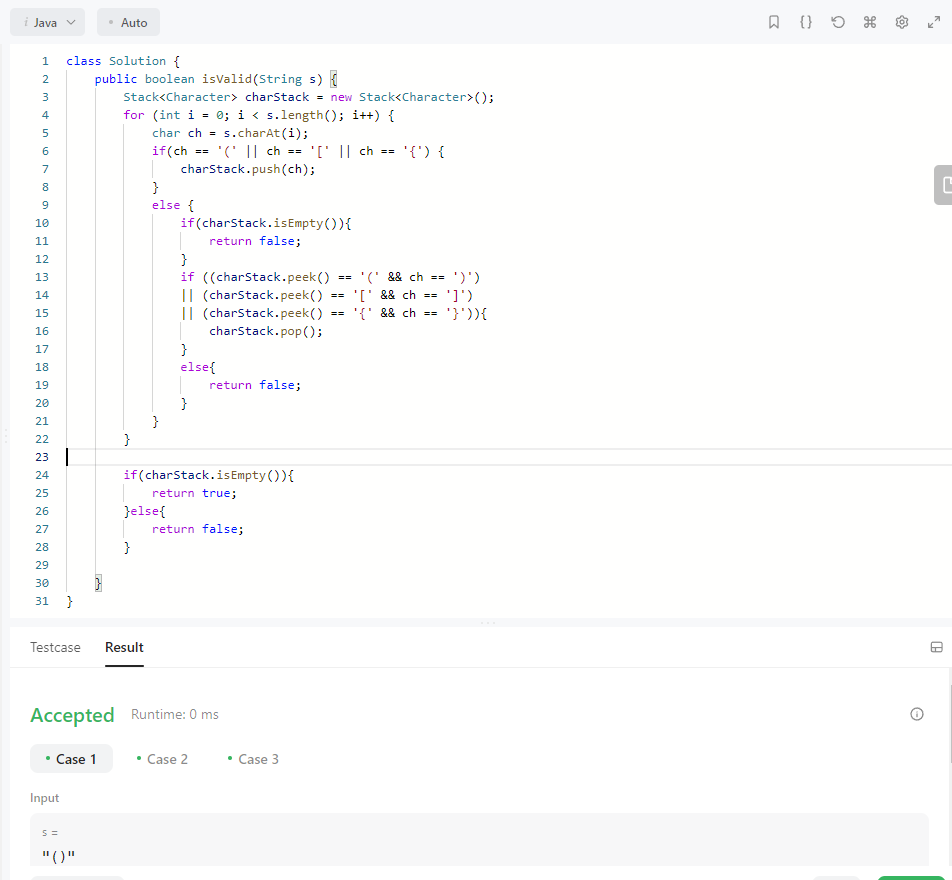 i Java Auto
1 class Solution {
2 public boolean isValid(String s) {
3 Stack<Character> charStack = new Stack<Character>();
4 for (int i = 0; i < s.length(); i++) {
5 char ch = s.charAt(i);
6 if(ch == '(' || ch == '[' || ch == '{') {
7 charStack.push(ch);
8 }
9 else {
10 if(charStack.isEmpty()){
11 return false;
12 }
13 if ((charStack.peek() == '(' && ch == ')')
14 || (charStack.peek() == '[' && ch == ']')
15 || (charStack.peek() == '{' && ch == '}')){
16 charStack.pop();
17 }
18 else{
19 return false;
20 }
21 }
22 }
23
24 if(charStack.isEmpty()){
25 return true;
26 }else{
27 return false;
28 }
29
30 }
31 }
Testcase Result
Accepted Runtime: 0 ms
Case 1 Case 2 Case 3
Input
s =
"()"